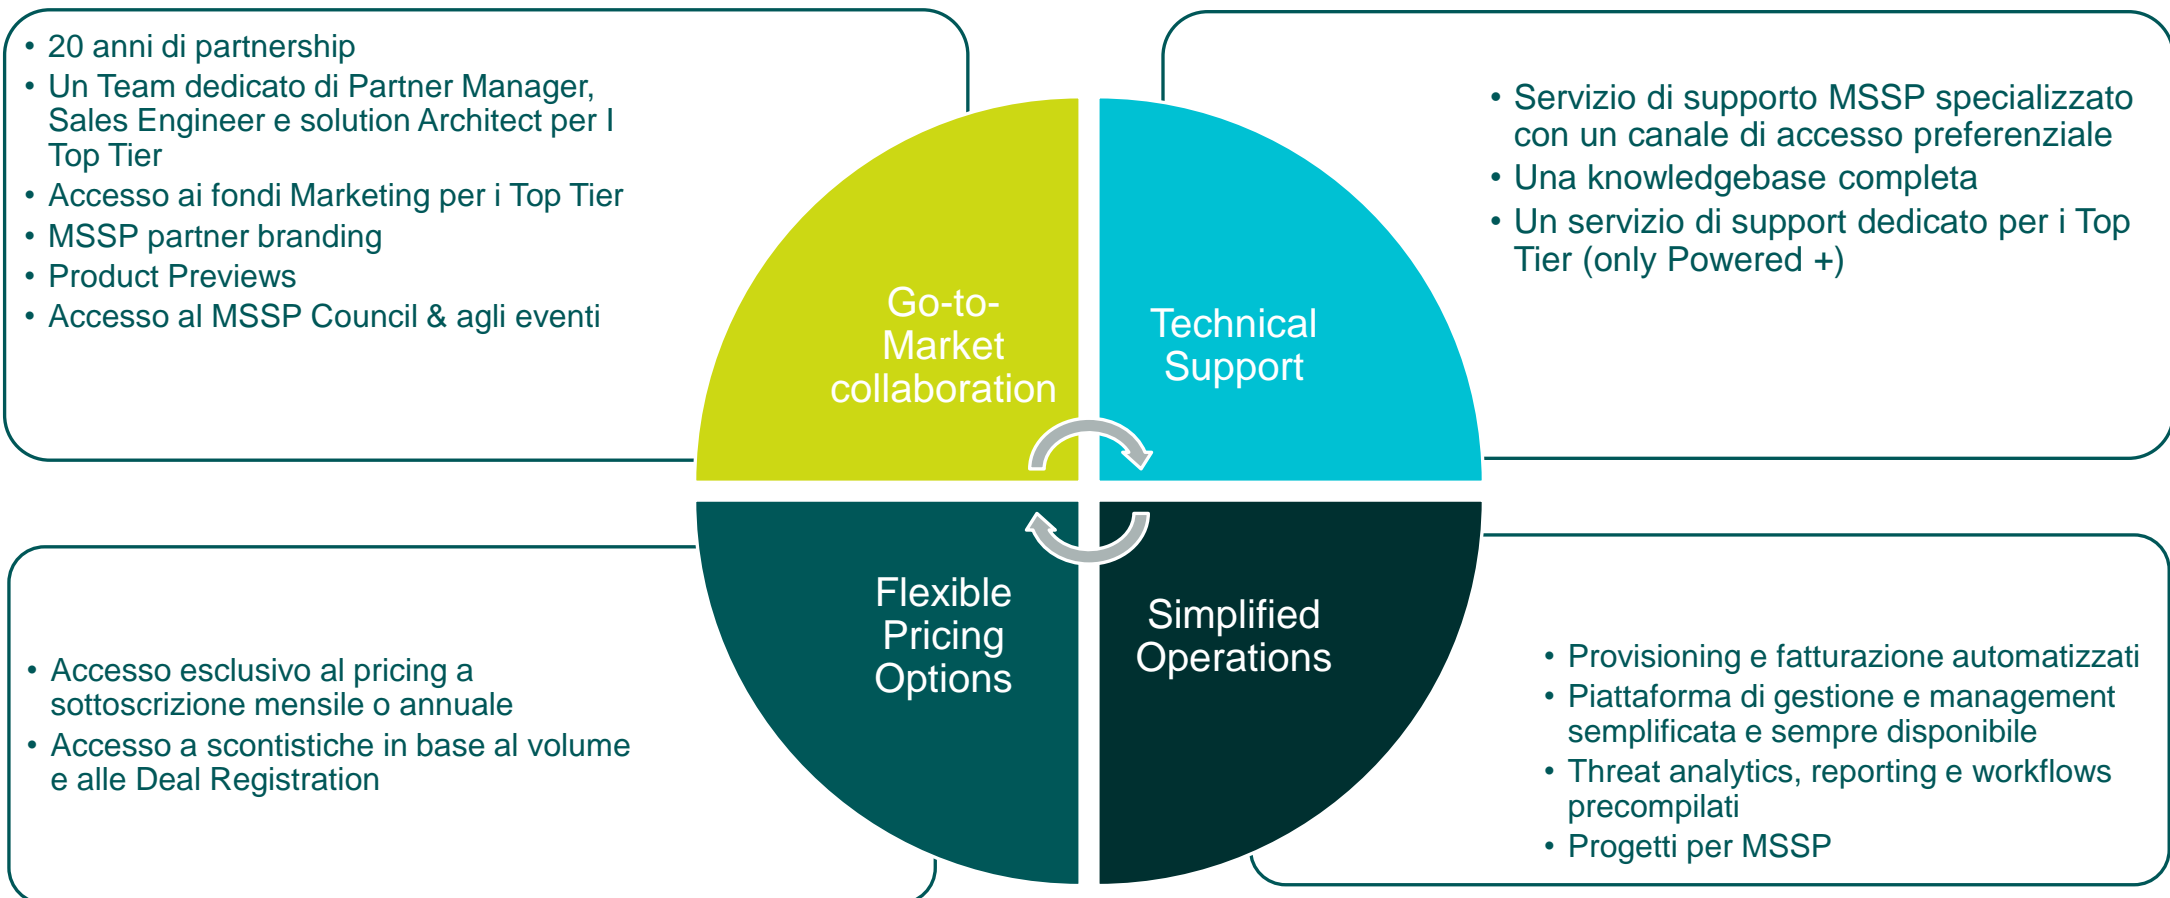 • 20 anni di partnership
• Un Team dedicato di Partner Manager,
Sales Engineer e solution Architect per I
Top Tier
• Accesso ai fondi Marketing per i Top Tier
• MSSP partner branding
• Product Previews
• Accesso al MSSP Council & agli eventi
• Servizio di supporto MSSP specializzato
con un canale di accesso preferenziale
• Una knowledgebase completa
• Un servizio di support dedicato per i Top
Tier (only Powered +)
Go-to-
Market
collaboration
Technical
Support
Flexible
Pricing
Options
Simplified
Operations
• Accesso esclusivo al pricing a
sottoscrizione mensile o annuale
• Accesso a scontistiche in base al volume
e alle Deal Registration
• Provisioning e fatturazione automatizzati
• Piattaforma di gestione e management
semplificata e sempre disponibile
• Threat analytics, reporting e workflows
precompilati
• Progetti per MSSP